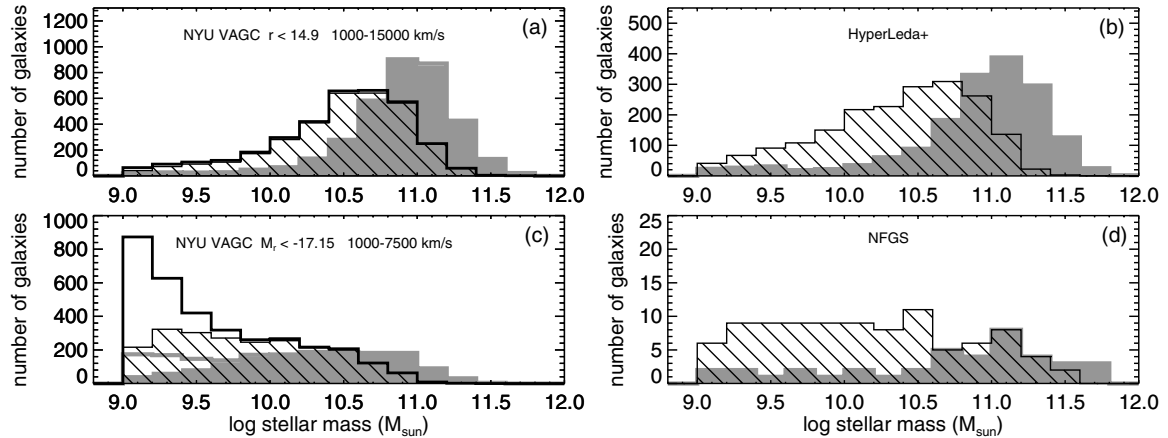 NYU VAGC r < 14.9 1000-15000 km/s
(a)
number of galaxies
0
200
400
600
800
1000
1200
9.0 9.5 10.0 10.5 11.0 11.5 12.0
HyperLeda+
(b)
number of galaxies
0
100
200
300
400
500
9.0 9.5 10.0 10.5 11.0 11.5 12.0
NYU VAGC M_r < -17.15 1000-7500 km/s
(c)
number of galaxies
0
200
400
600
800
1000
9.0 9.5 10.0 10.5 11.0 11.5 12.0
log stellar mass (M_sun)
NFGS
(d)
number of galaxies
0
5
10
15
20
25
9.0 9.5 10.0 10.5 11.0 11.5 12.0
log stellar mass (M_sun)